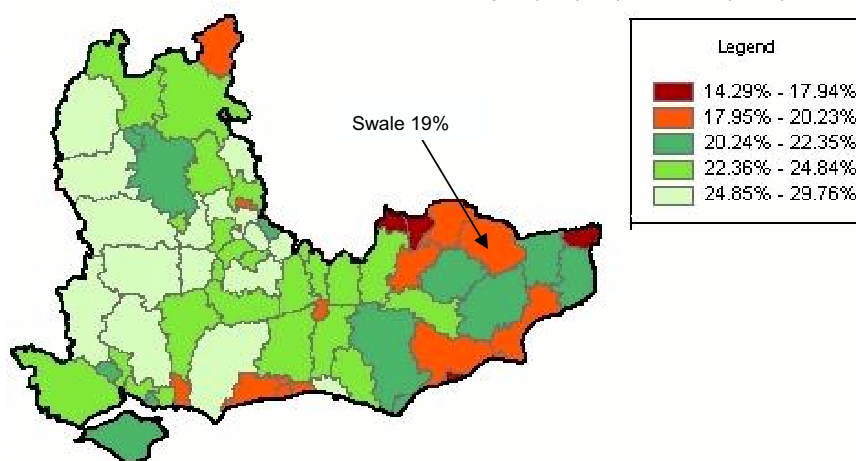 Legend
14.29% - 17.94%
17.95% - 20.23%
20.24% - 22.35%
22.36% - 24.84%
24.85% - 29.76%
Swale 19%